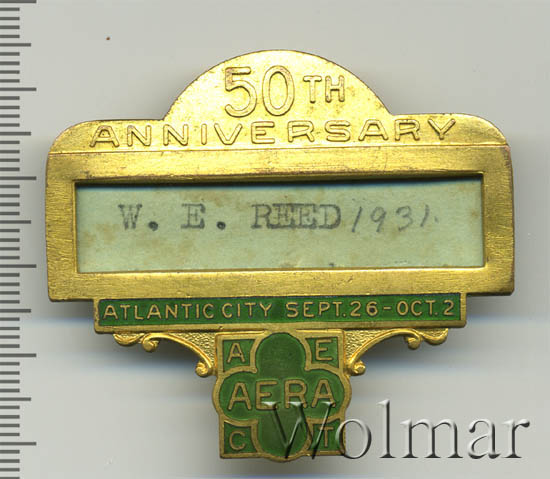 50TH
ANNIVERSARY
W. E. REED 1931.
ATLANTIC CITY SEPT. 26 - OCT. 2
A E
AERA
C T
Wolmar